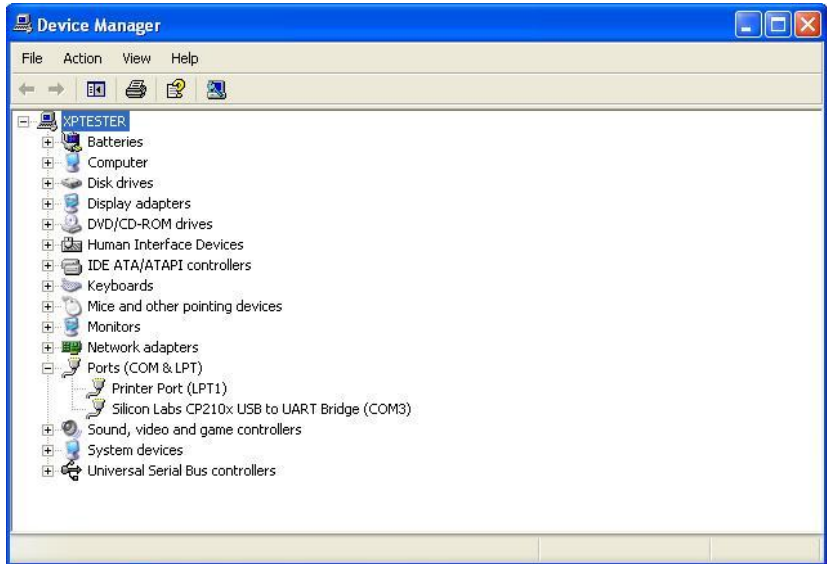 Device Manager
File Action View Help
XPTESTER
Batteries
Computer
Disk drives
Display adapters
DVD/CD-ROM drives
Human Interface Devices
IDE ATA/ATAPI controllers
Keyboards
Mice and other pointing devices
Monitors
Network adapters
Ports (COM & LPT)
Printer Port (LPT1)
Silicon Labs CP210x USB to UART Bridge (COM3)
Sound, video and game controllers
System devices
Universal Serial Bus controllers